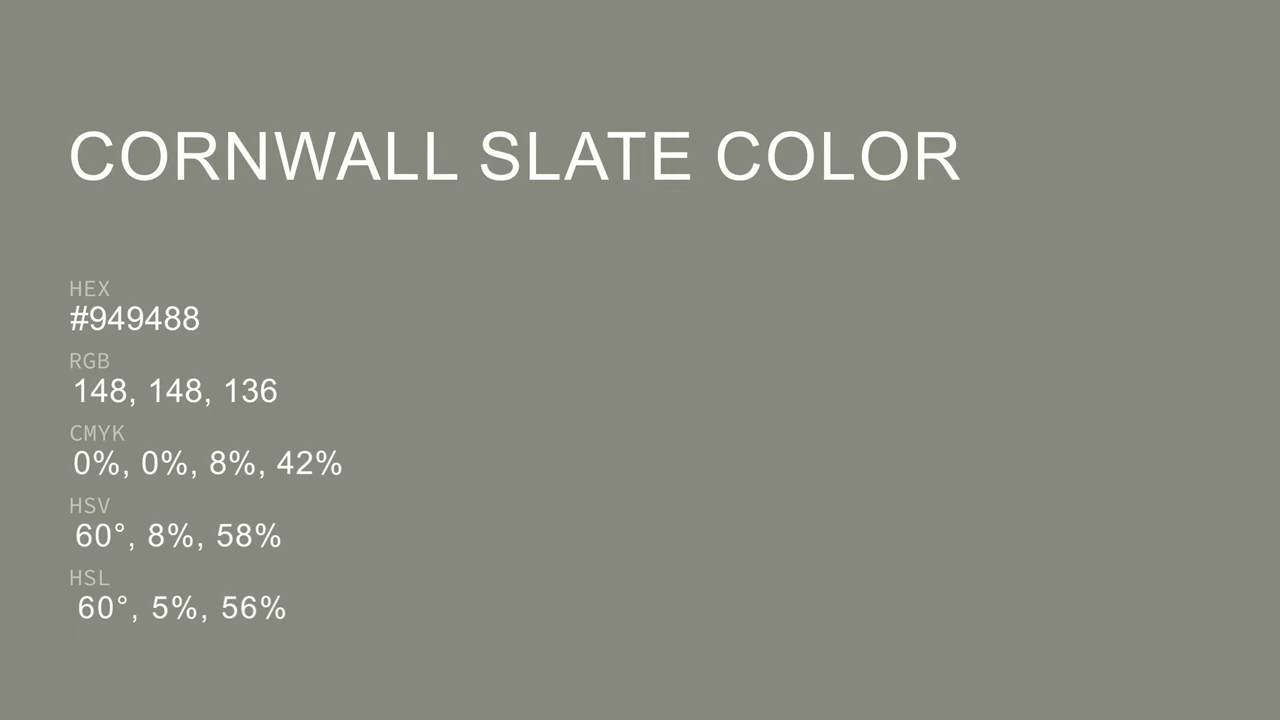 CORNWALL SLATE COLOR
HEX
#949488
RGB
148, 148, 136
CMYK
0%, 0%, 8%, 42%
HSV
60°, 8%, 58%
HSL
60°, 5%, 56%